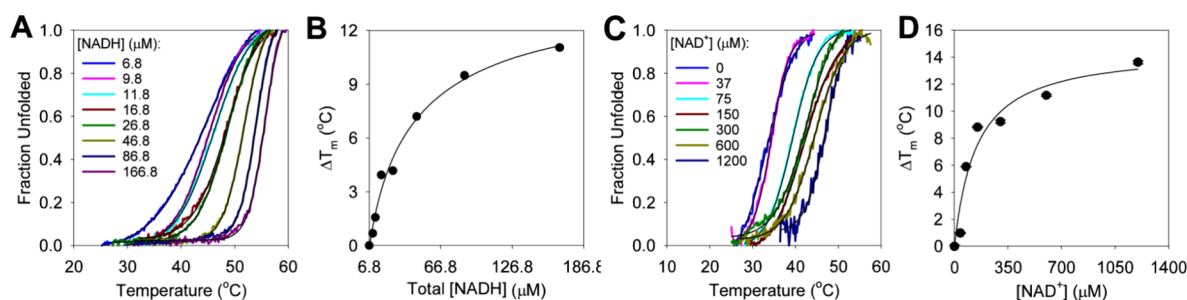 A
[NADH] (μM):
6.8
9.8
11.8
16.8
26.8
46.8
86.8
166.8
Fraction Unfolded
1.0
0.8
0.6
0.4
0.2
0.0
20 30 40 50 60
Temperature (°C)
B
ΔTm (°C)
12
9
6
3
0
6.8 66.8 126.8 186.8
Total [NADH] (μM)
C
[NAD+] (μM):
0
37
75
150
300
600
1200
Fraction Unfolded
1.0
0.8
0.6
0.4
0.2
0.0
10 20 30 40 50 60
Temperature (°C)
D
ΔTm (°C)
16
14
12
10
8
6
4
2
0
0 350 700 1050 1400
[NAD+] (μM)